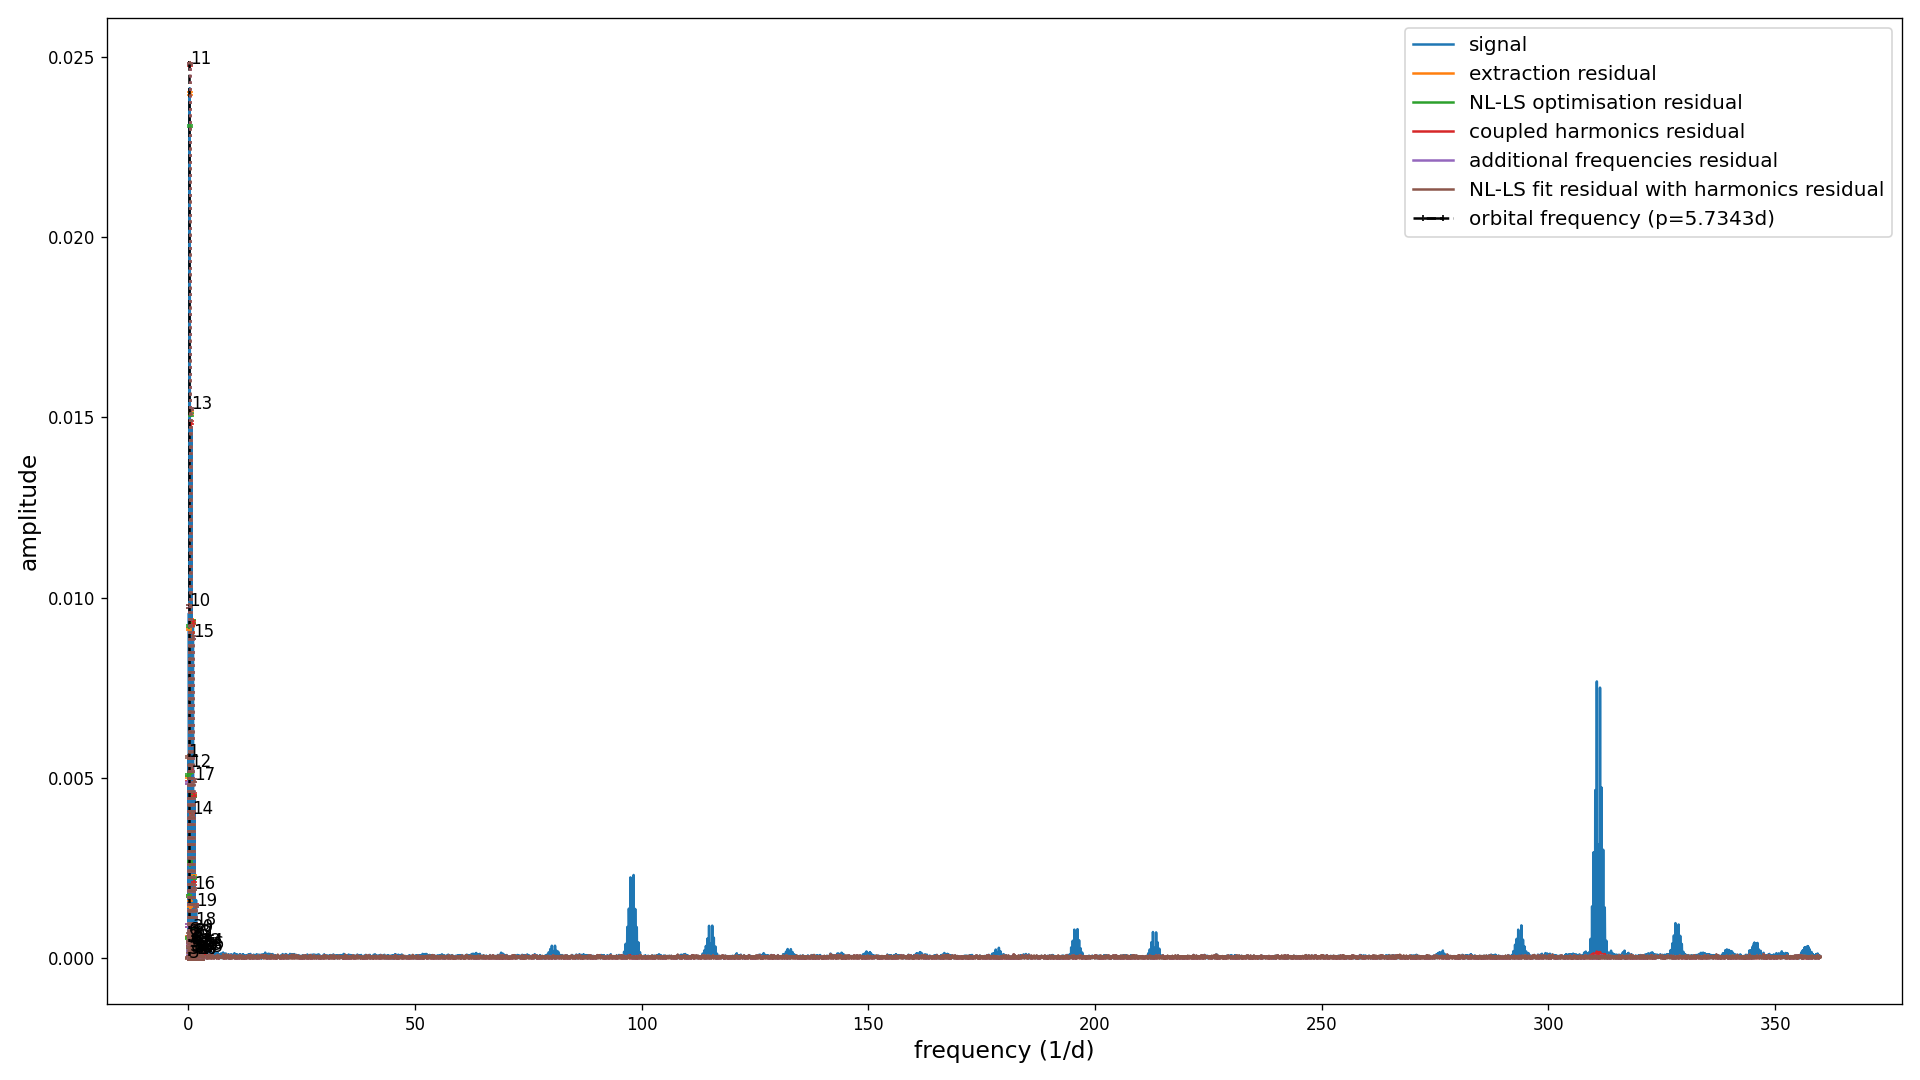 signal
extraction residual
NL-LS optimisation residual
coupled harmonics residual
additional frequencies residual
NL-LS fit residual with harmonics residual
orbital frequency (p=5.7343d)
0.025
0.020
0.015
0.010
0.005
0.000
amplitude
11
13
10
15
1
12
17
14
16
19
18
0
50
100
150
200
250
300
350
frequency (1/d)